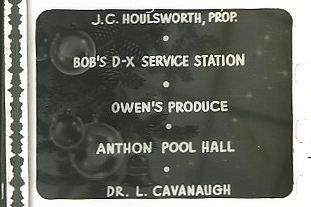 J.C. HOULSWORTH, PROP.
BOB'S D-X SERVICE STATION
OWEN'S PRODUCE
ANTHON POOL HALL
DR. L. CAVANAUGH